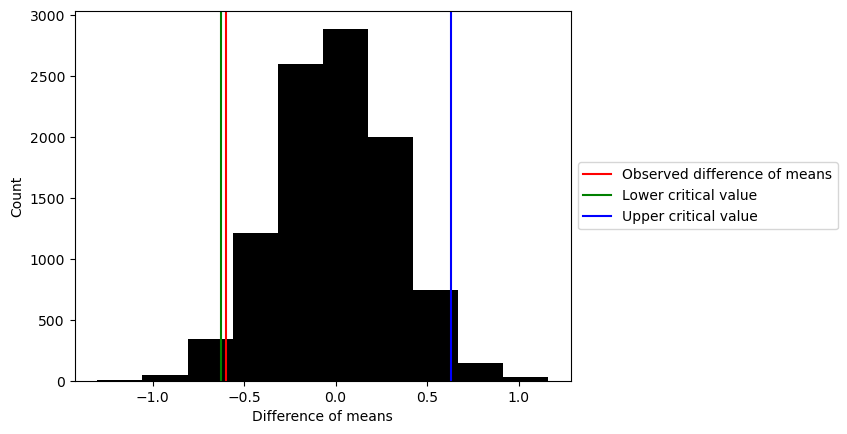 3000
2500
2000
1500
1000
500
0
Count
−1.0
−0.5
0.0
0.5
1.0
Difference of means
Observed difference of means
Lower critical value
Upper critical value